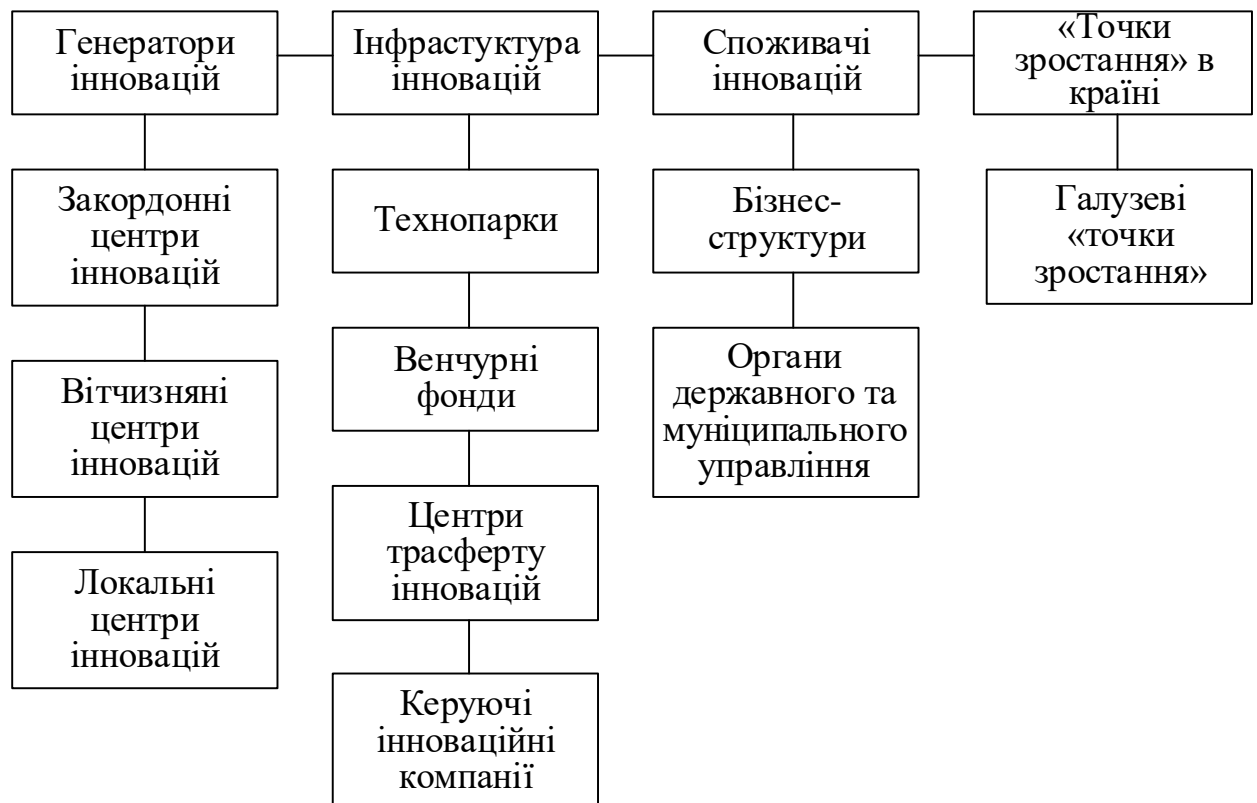 Генератори
інновацій
Інфрастуктура
інновацій
Споживачі
інновацій
«Точки
зростання» в
країні
Закордонні
центри
інновацій
Технопарки
Бізнес-
структури
Галузеві
«точки
зростання»
Вітчизняні
центри
інновацій
Венчурні
фонди
Органи
державного та
муніципального
управління
Локальні
центри
інновацій
Центри
трасферту
інновацій
Керуючі
інноваційні
компанії